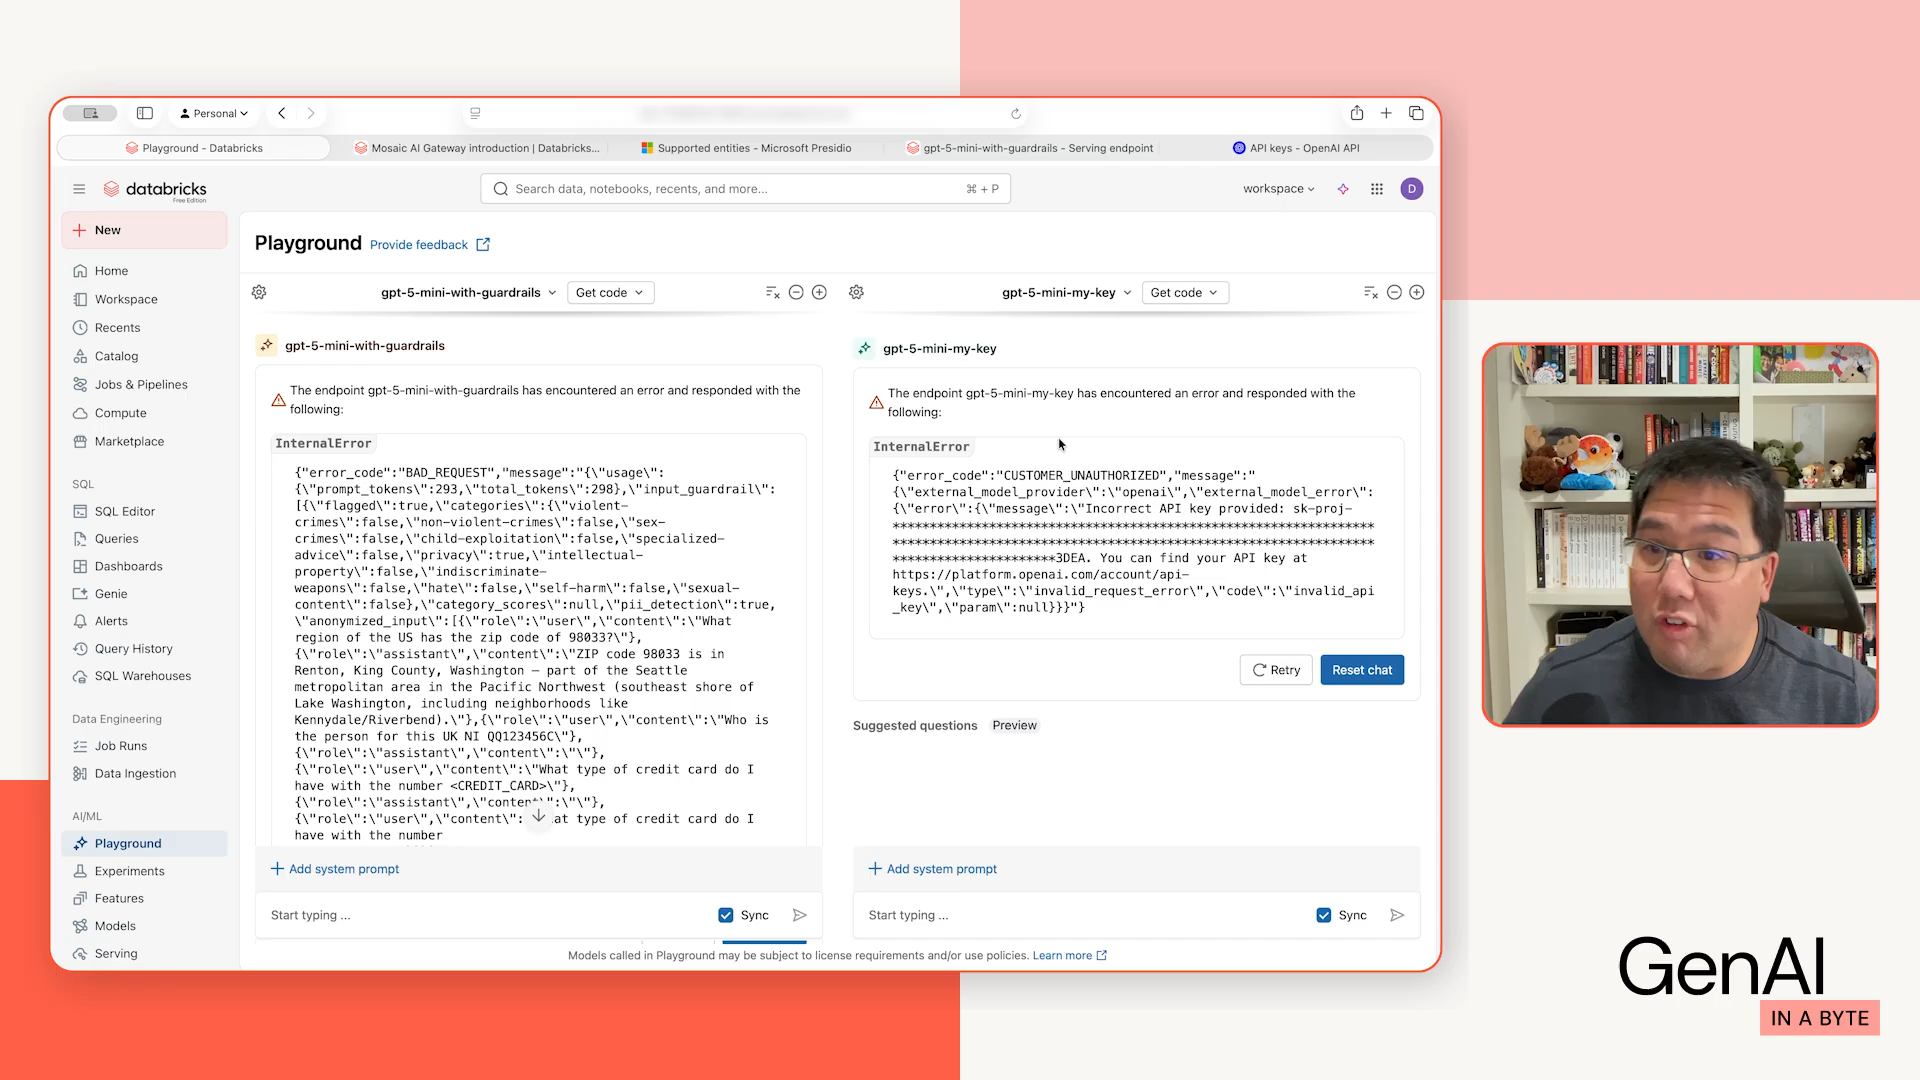 Personal
Playground - Databricks
Mosaic AI Gateway introduction | Databricks...
Supported entities - Microsoft Presidio
gpt-5-mini-with-guardrails - Serving endpoint
API keys - OpenAI API
databricks
Free Edition
Search data, notebooks, recents, and more...
⌘ + P
workspace
D
New
Home
Workspace
Recents
Catalog
Jobs & Pipelines
Compute
Marketplace
SQL
SQL Editor
Queries
Dashboards
Genie
Alerts
Query History
SQL Warehouses
Data Engineering
Job Runs
Data Ingestion
AI/ML
Playground
Experiments
Features
Models
Serving
Playground
Provide feedback
gpt-5-mini-with-guardrails
Get code
gpt-5-mini-with-guardrails
The endpoint gpt-5-mini-with-guardrails has encountered an error and responded with the
following:
InternalError
{"error_code":"BAD_REQUEST","message":"{\"usage\":
{\"prompt_tokens\":293,\"total_tokens\":298},\"input_guardrail\":
[{\"flagged\":true,\"categories\":{\"violent-
crimes\":false,\"non-violent-crimes\":false,\"sex-
crimes\":false,\"child-exploitation\":false,\"specialized-
advice\":false,\"privacy\":true,\"intellectual-
property\":false,\"indiscriminate-
weapons\":false,\"hate\":false,\"self-harm\":false,\"sexual-
content\":false},\"category_scores\":null,\"pii_detection\":true,
\"anonymized_input\":[{\"role\":\"user\",\"content\":\"What
region of the US has the zip code of 98033?\"},
{\"role\":\"assistant\",\"content\":\"ZIP code 98033 is in
Renton, King County, Washington — part of the Seattle
metropolitan area in the Pacific Northwest (southeast shore of
Lake Washington, including neighborhoods like
Kennydale/Riverbend).\"},{\"role\":\"user\",\"content\":\"Who is
the person for this UK NI QQ123456C\"},
{\"role\":\"assistant\",\"content\":\"\"},
{\"role\":\"user\",\"content\":\"What type of credit card do I
have with the number <CREDIT_CARD>\"},
{\"role\":\"assistant\",\"content\":\"\"},
{\"role\":\"user\",\"content\": at type of credit card do I
have with the number
Add system prompt
Start typing ...
Sync
gpt-5-mini-my-key
Get code
gpt-5-mini-my-key
The endpoint gpt-5-mini-my-key has encountered an error and responded with the
following:
InternalError
{"error_code":"CUSTOMER_UNAUTHORIZED","message":"
{\"external_model_provider\":\"openai\",\"external_model_error\":
{\"error\":{\"message\":\"Incorrect API key provided: sk-proj-
****************************************************************
****************************************************************
**********************3DEA. You can find your API key at
https://platform.openai.com/account/api-
keys.\",\"type\":\"invalid_request_error\",\"code\":\"invalid_api
_key\",\"param\":null}}}"}
Retry
Reset chat
Suggested questions
Preview
Add system prompt
Start typing ...
Sync
Models called in Playground may be subject to license requirements and/or use policies. Learn more
GenAI
IN A BYTE